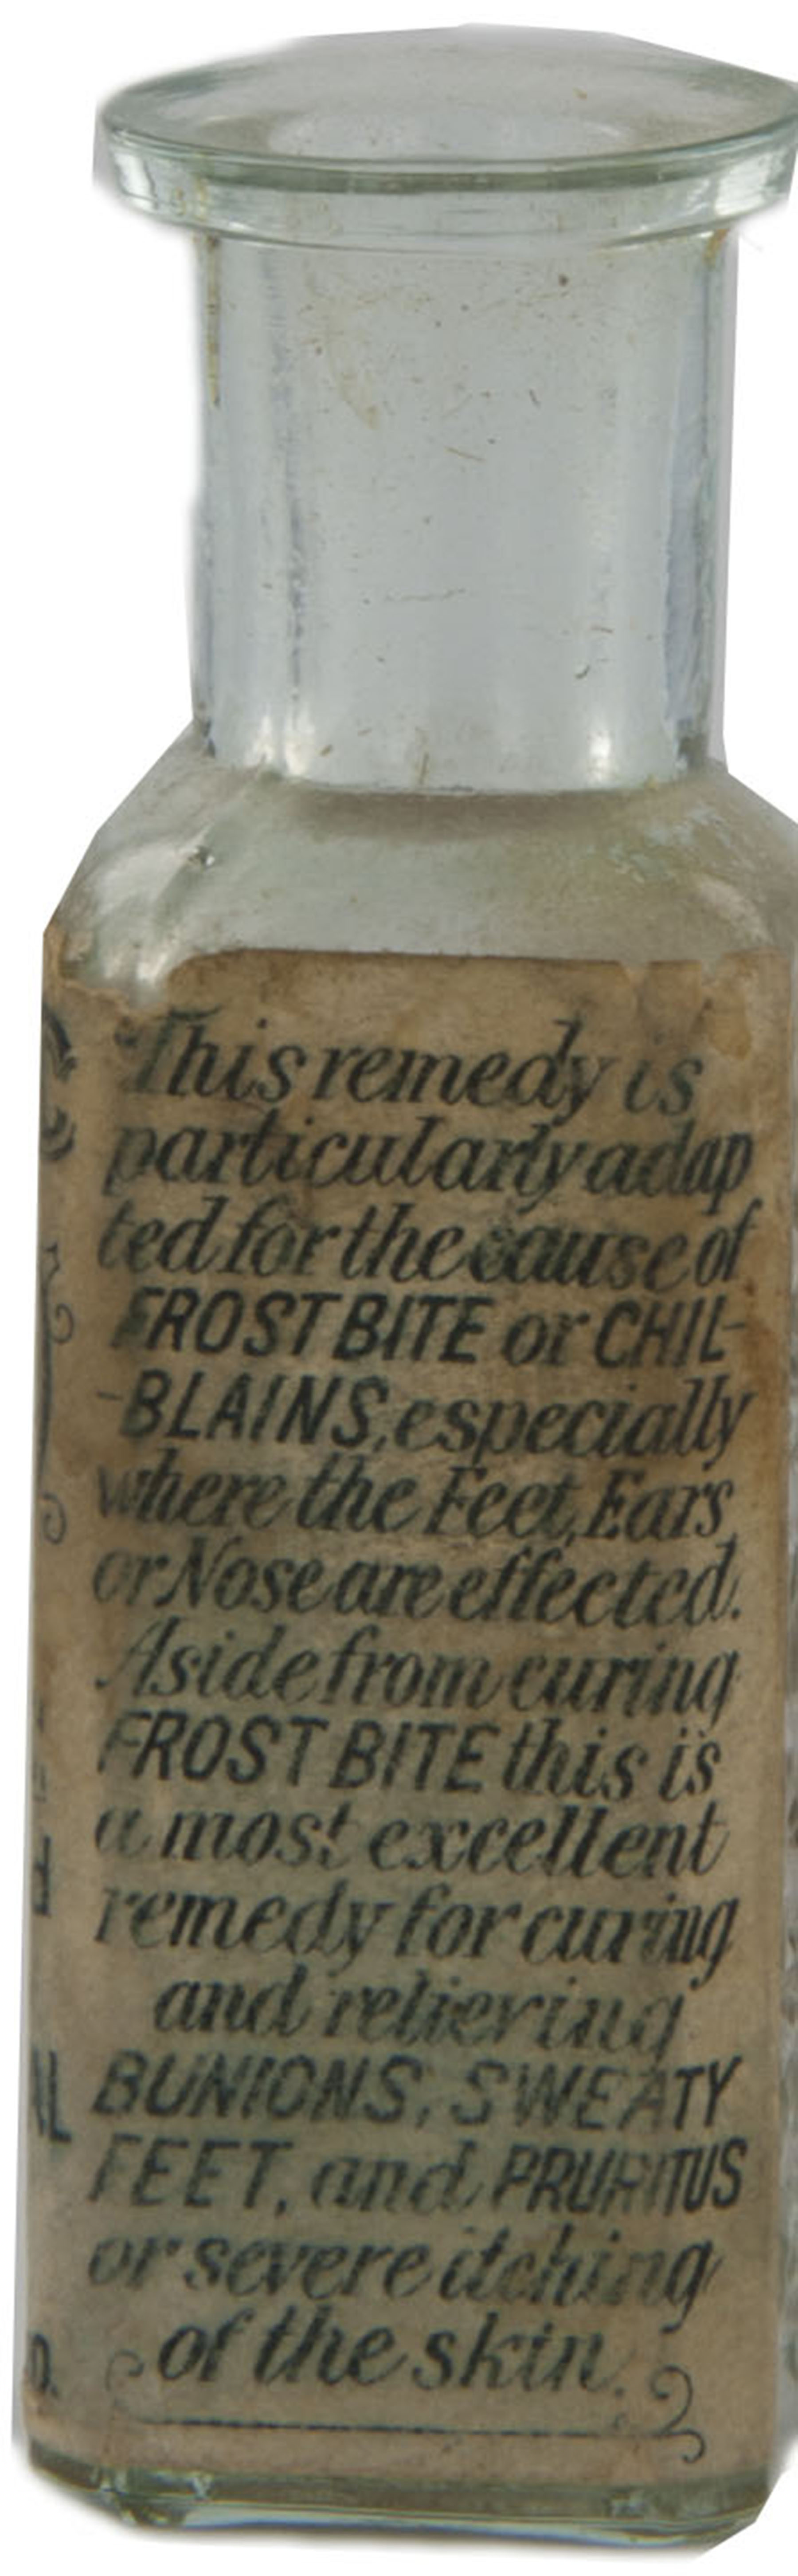 This remedy is
particularly adap
ted for the cause of
FROST BITE or CHIL-
-BLAINS, especially
where the Feet, Ears
or Nose are effected.
Aside from curing
FROST BITE this is
a most excellent
remedy for curing
and relieving
BUNIONS, SWEATY
FEET, and PRURITUS
or severe itching
of the skin.